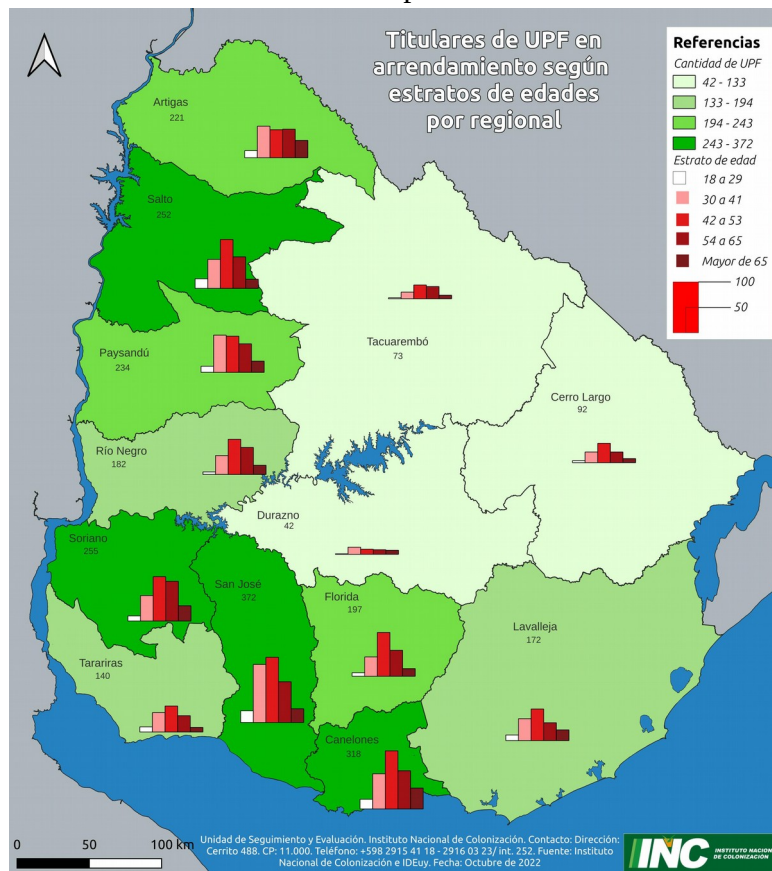 Titulares de UPF en
arrendamiento según
estratos de edades
por regional
Referencias
Cantidad de UPF
42 - 133
133 - 194
194 - 243
243 - 372
Estrato de edad
18 a 29
30 a 41
42 a 53
54 a 65
Mayor de 65
100
50
Artigas
221
Salto
252
Paysandú
234
Tacuarembó
73
Cerro Largo
92
Río Negro
182
Durazno
42
Soriano
255
San José
372
Florida
197
Lavalleja
172
Tarariras
140
Canelones
318
0 50 100 km
Unidad de Seguimiento y Evaluación. Instituto Nacional de Colonización. Contacto: Dirección:
Cerrito 488. CP: 11.000. Teléfono: +598 2915 41 18 - 2916 03 23/ int. 252. Fuente: Instituto
Nacional de Colonización e IDEuy. Fecha: Octubre de 2022
INC
INSTITUTO NACION
DE COLONIZACIÓN